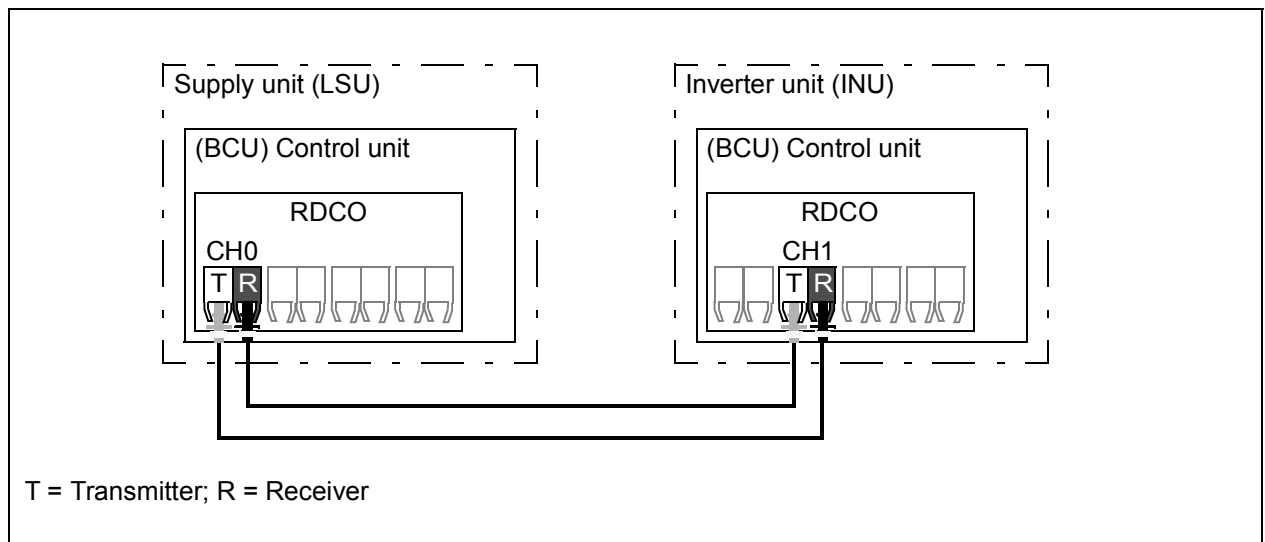 Supply unit (LSU)
Inverter unit (INU)
(BCU) Control unit
(BCU) Control unit
RDCO
RDCO
CH0
CH1
T R
T R
T = Transmitter; R = Receiver